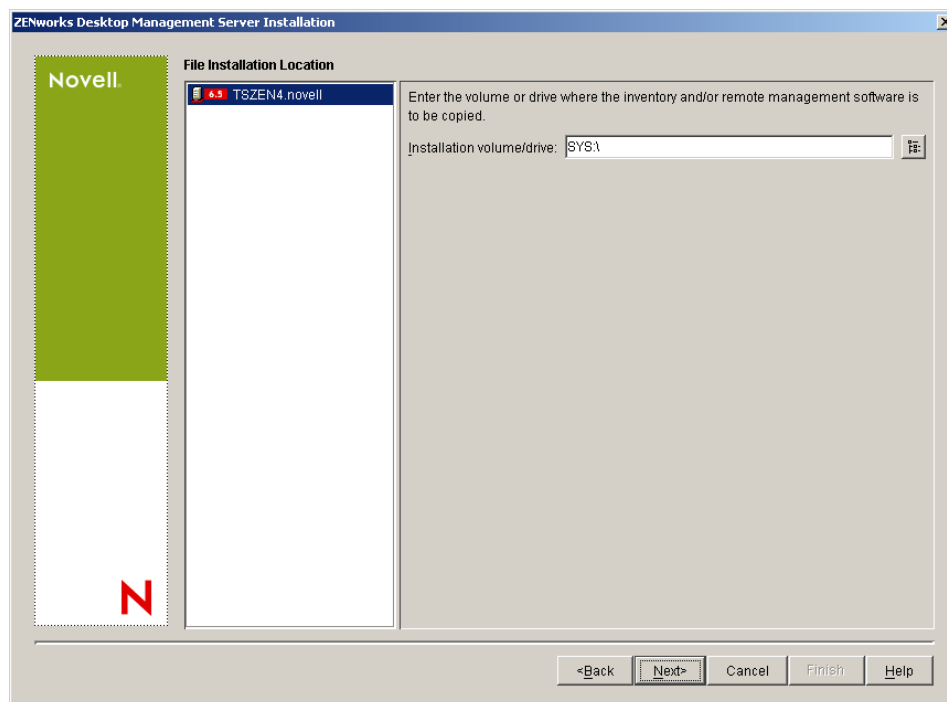 ZENworks Desktop Management Server Installation
Novell.
File Installation Location
6.5 TSZEN4.novell
Enter the volume or drive where the inventory and/or remote management software is
to be copied.
Installation volume/drive: SYS:\
N
<Back Next> Cancel Finish Help